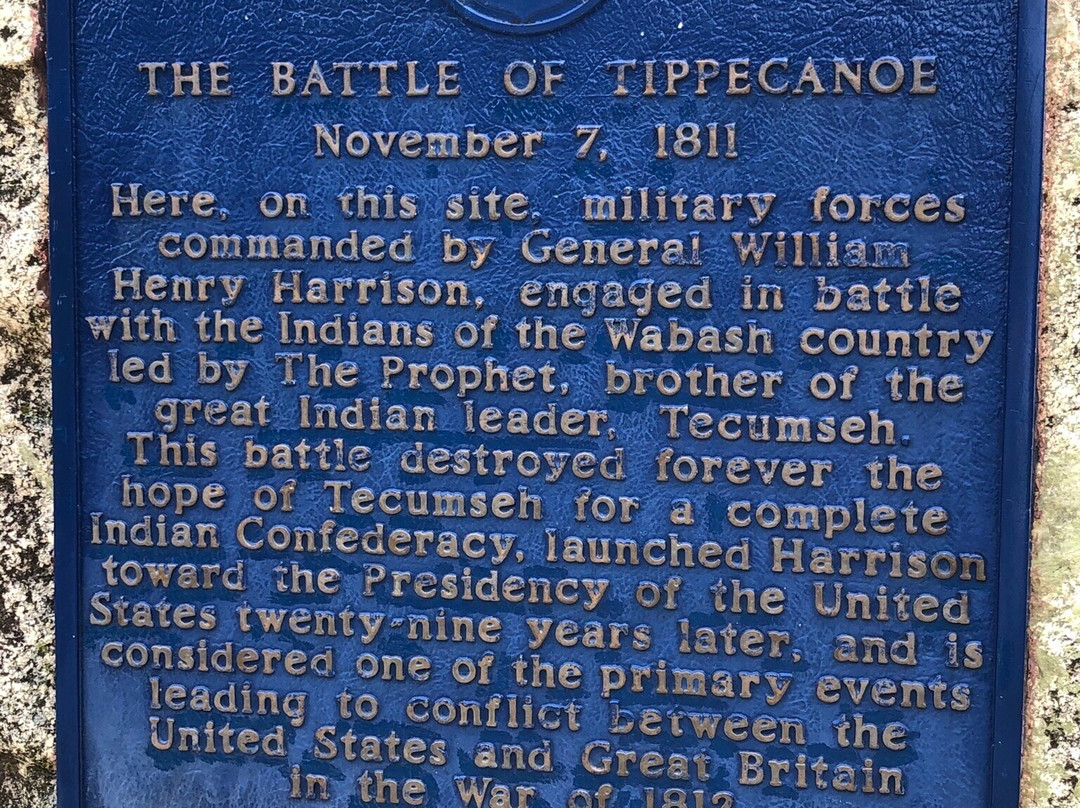 THE BATTLE OF TIPPECANOE
November 7, 1811
Here, on this site, military forces
commanded by General William
Henry Harrison, engaged in battle
with the Indians of the Wabash country
led by The Prophet, brother of the
great Indian leader, Tecumseh.
This battle destroyed forever the
hope of Tecumseh for a complete
Indian Confederacy, launched Harrison
toward the Presidency of the United
States twenty-nine years later, and is
considered one of the primary events
leading to conflict between the
United States and Great Britain
in the War of 1812